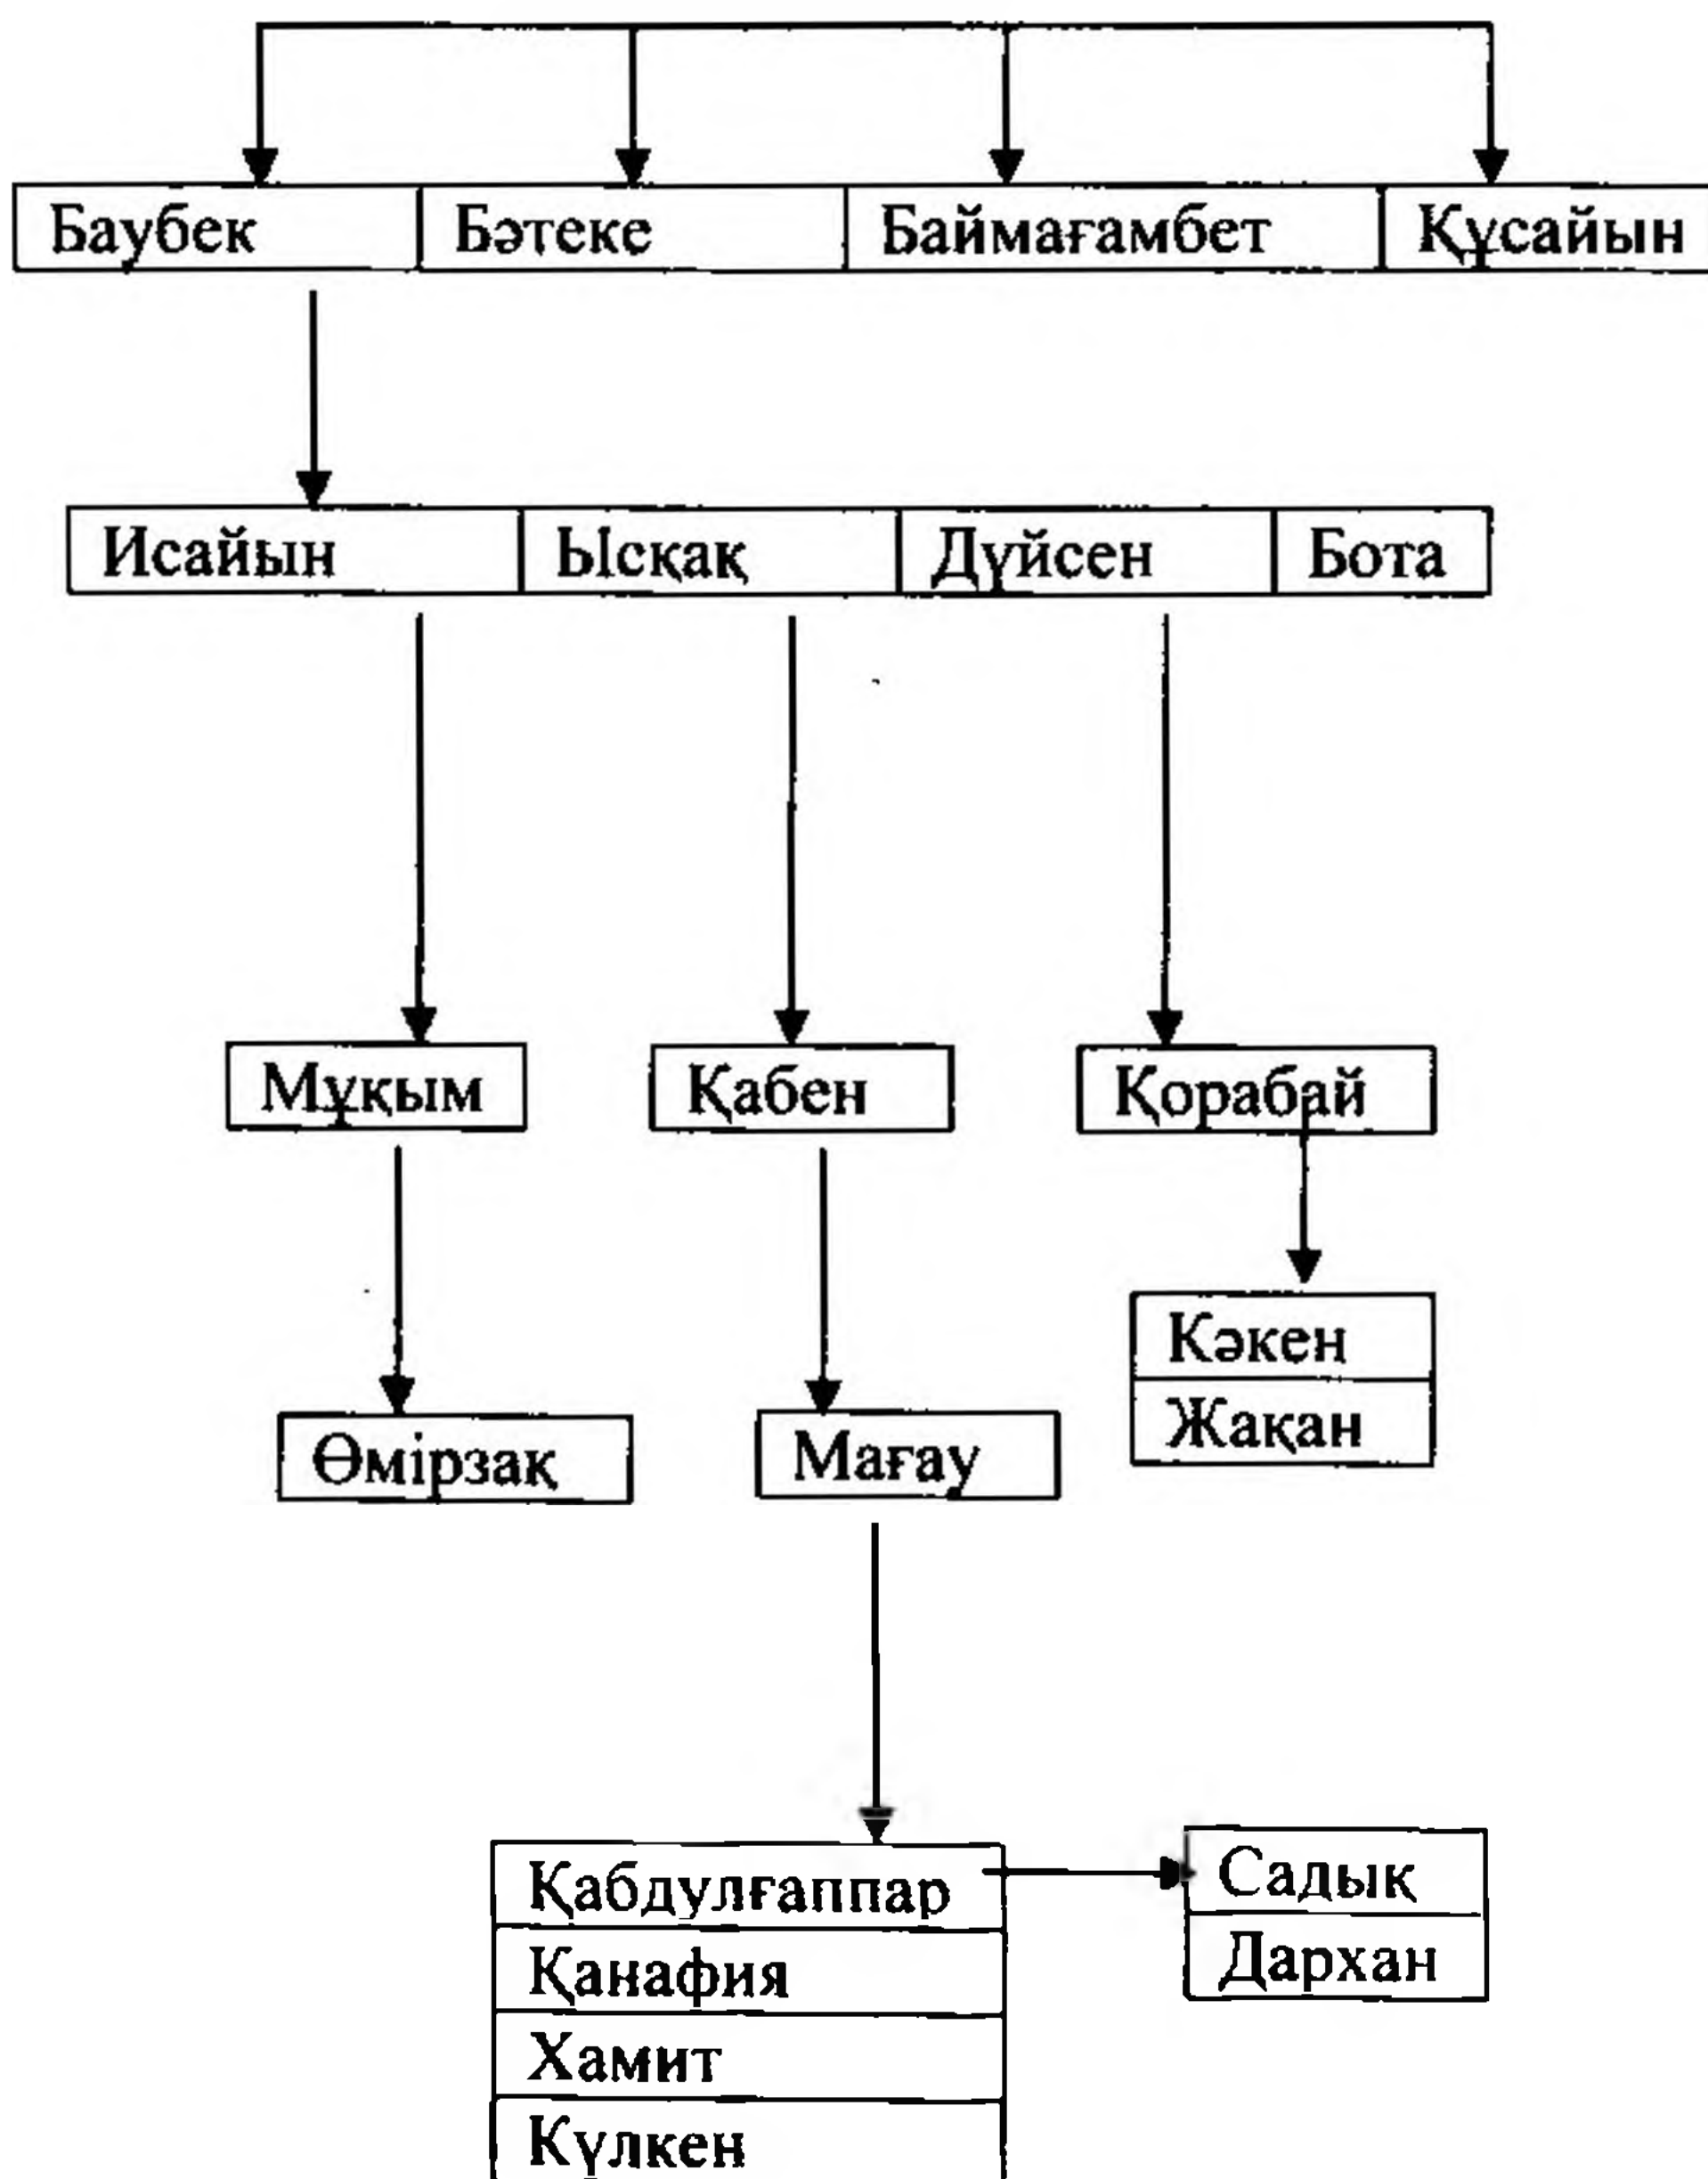 Баубек Бәтеке Баймағамбет Құсайын
Исайын Ысқақ Дүйсен Бота
Мұқым Қабен Қорабай
Кәкен
Жақан
Өмірзақ Мағау
Қабдулғаппар Садық
Қанафия Дархан
Хамит
Күлкен